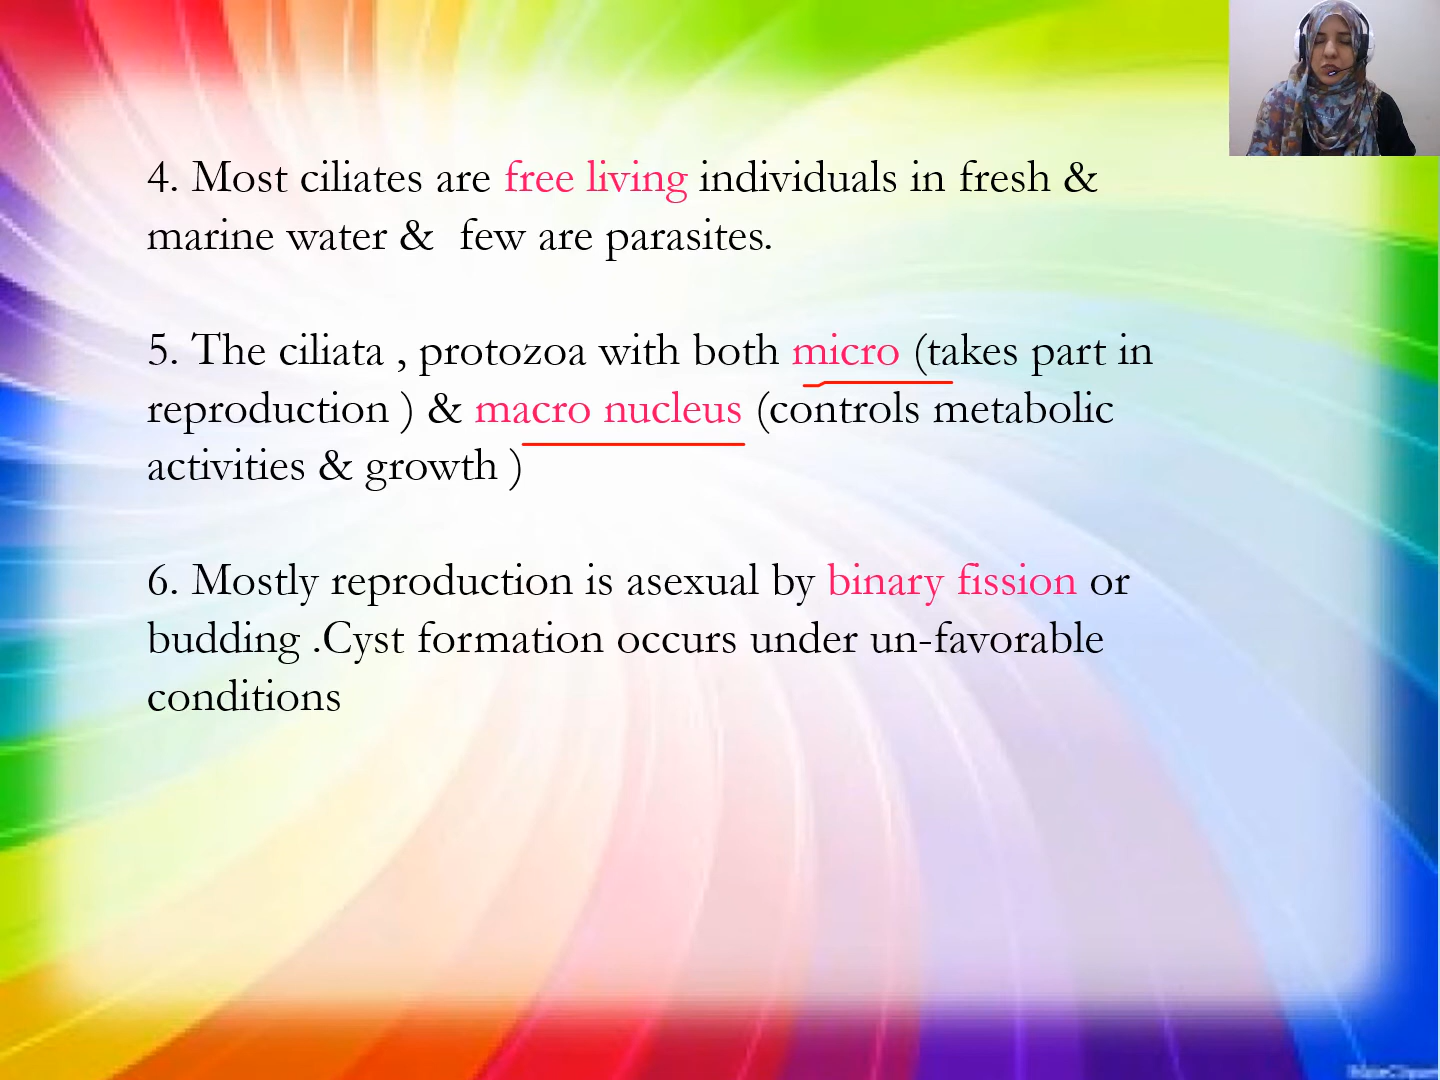 4. Most ciliates are free living individuals in fresh &
marine water & few are parasites.
5. The ciliata , protozoa with both micro (takes part in
reproduction ) & macro nucleus (controls metabolic
activities & growth )
6. Mostly reproduction is asexual by binary fission or
budding .Cyst formation occurs under un-favorable
conditions